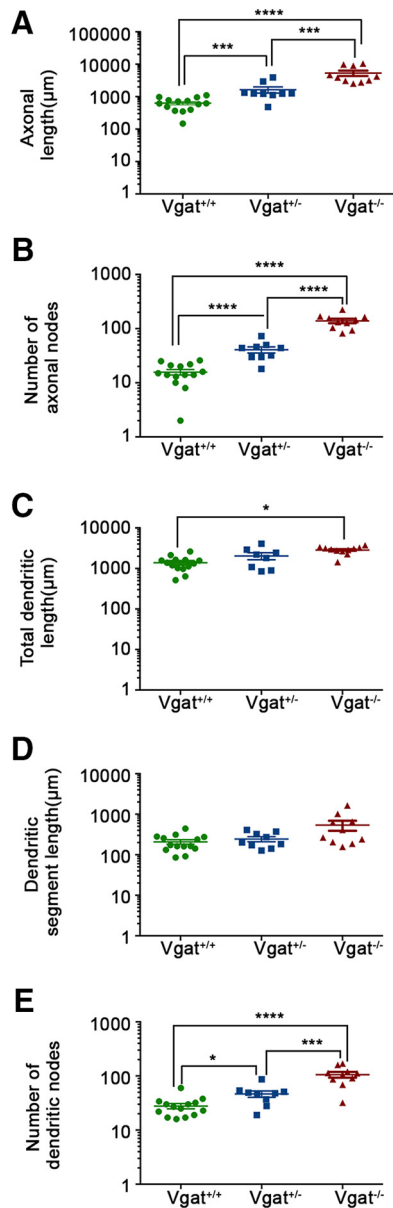 A
****
***
***
Axonal
length(µm)
100000
10000
1000
100
10
1
Vgat+/+
Vgat+/-
Vgat-/-
B
****
****
****
Number of
axonal nodes
1000
100
10
1
Vgat+/+
Vgat+/-
Vgat-/-
C
*
Total dendritic
length(µm)
10000
1000
100
10
1
Vgat+/+
Vgat+/-
Vgat-/-
D
Dendritic
segment length(µm)
10000
1000
100
10
1
Vgat+/+
Vgat+/-
Vgat-/-
E
****
*
***
Number of
dendritic nodes
1000
100
10
1
Vgat+/+
Vgat+/-
Vgat-/-